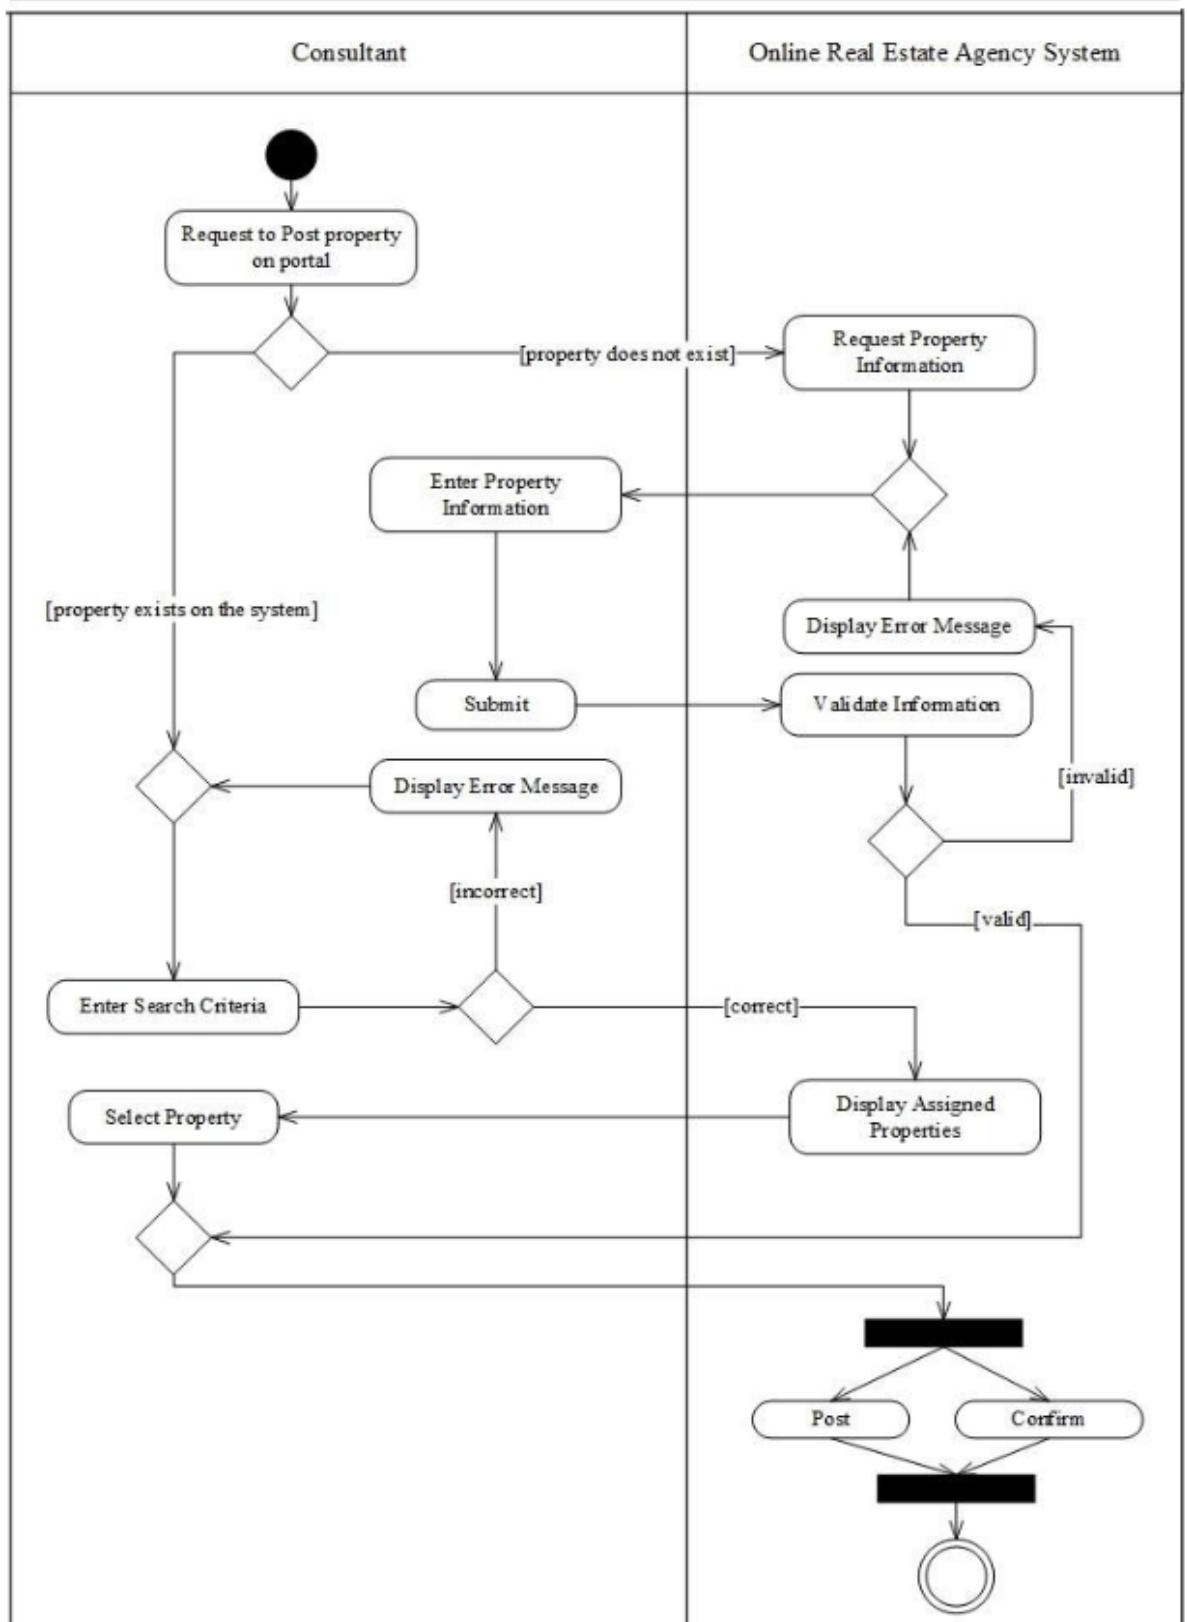 Consultant
Online Real Estate Agency System
Request to Post property
on portal
[property does not exist]
Request Property
Information
Enter Property
Information
[property exists on the system]
Display Error Message
Submit
Validate Information
Display Error Message
[invalid]
[incorrect]
[valid]
Enter Search Criteria
[correct]
Select Property
Display Assigned
Properties
Post
Confirm